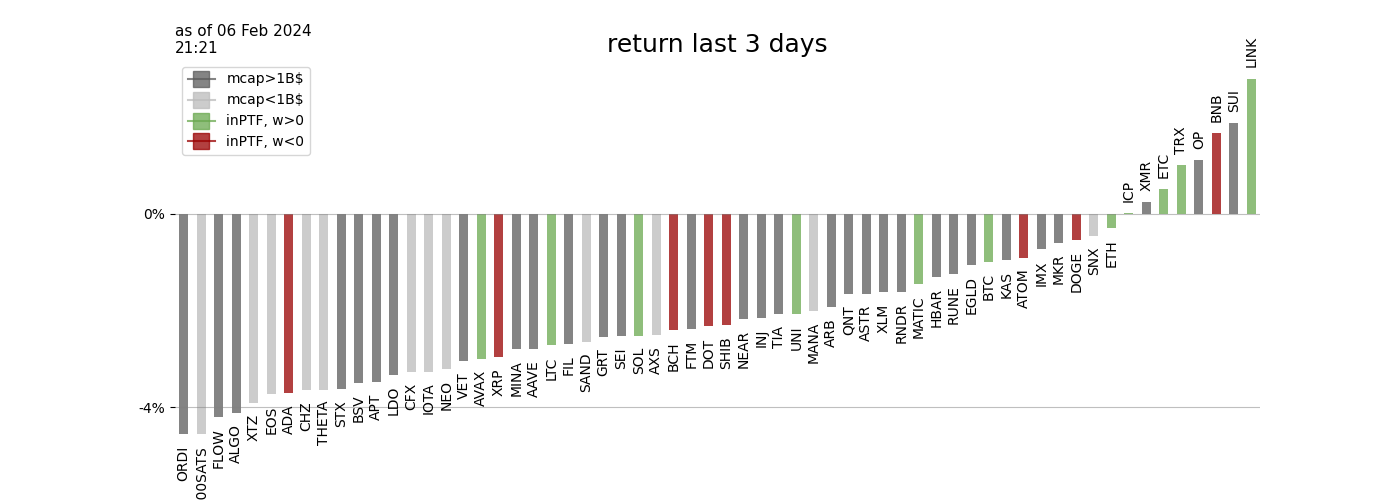 as of 06 Feb 2024
21:21
return last 3 days
mcap>1B$
mcap<1B$
inPTF, w>0
inPTF, w<0
0%
-4%
ORDI
00SATS
FLOW
ALGO
XTZ
EOS
ADA
CHZ
THETA
STX
BSV
APT
LDO
CFX
IOTA
NEO
VET
AVAX
XRP
MINA
AAVE
LTC
FIL
SAND
GRT
SEI
SOL
AXS
BCH
FTM
DOT
SHIB
NEAR
INJ
TIA
UNI
MANA
ARB
QNT
ASTR
XLM
RNDR
MATIC
HBAR
RUNE
EGLD
BTC
KAS
ATOM
IMX
MKR
DOGE
SNX
ETH
ICP
XMR
ETC
TRX
OP
BNB
SUI
LINK